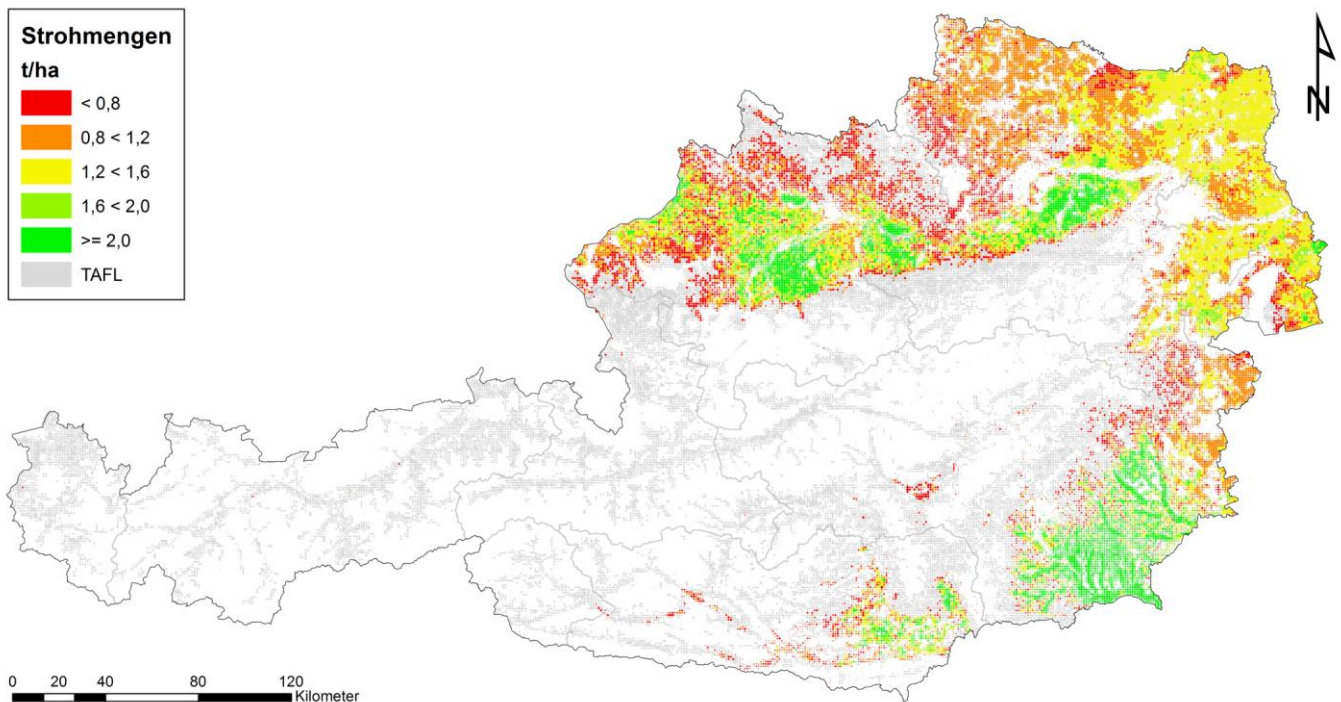 Strohmengen
t/ha
< 0,8
0,8 < 1,2
1,2 < 1,6
1,6 < 2,0
>= 2,0
TAFL
N
0 20 40 80 120
Kilometer